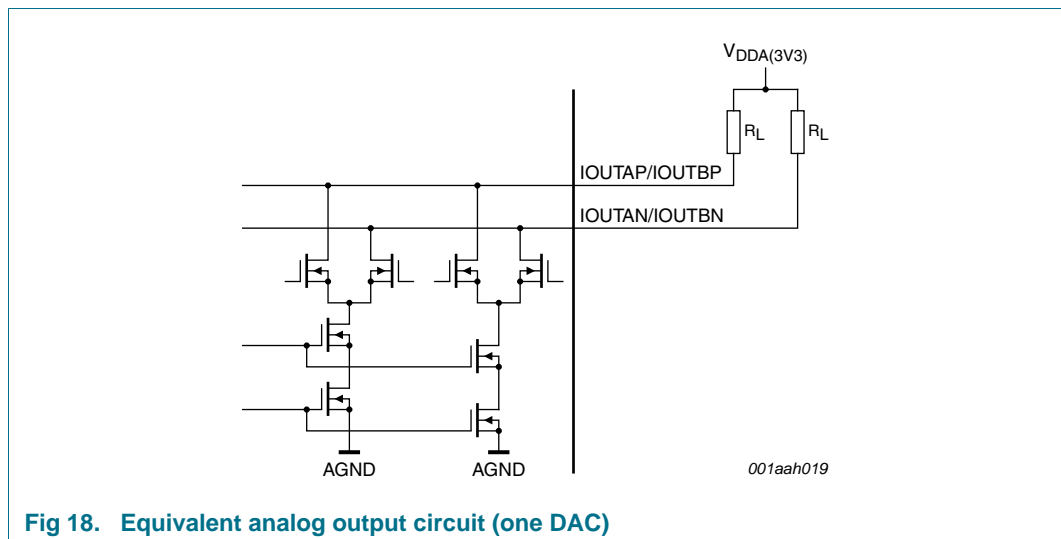 VDDA(3V3)
RL
RL
IOUTAP/IOUTBP
IOUTAN/IOUTBN
AGND
AGND
001aah019
Fig 18. Equivalent analog output circuit (one DAC)